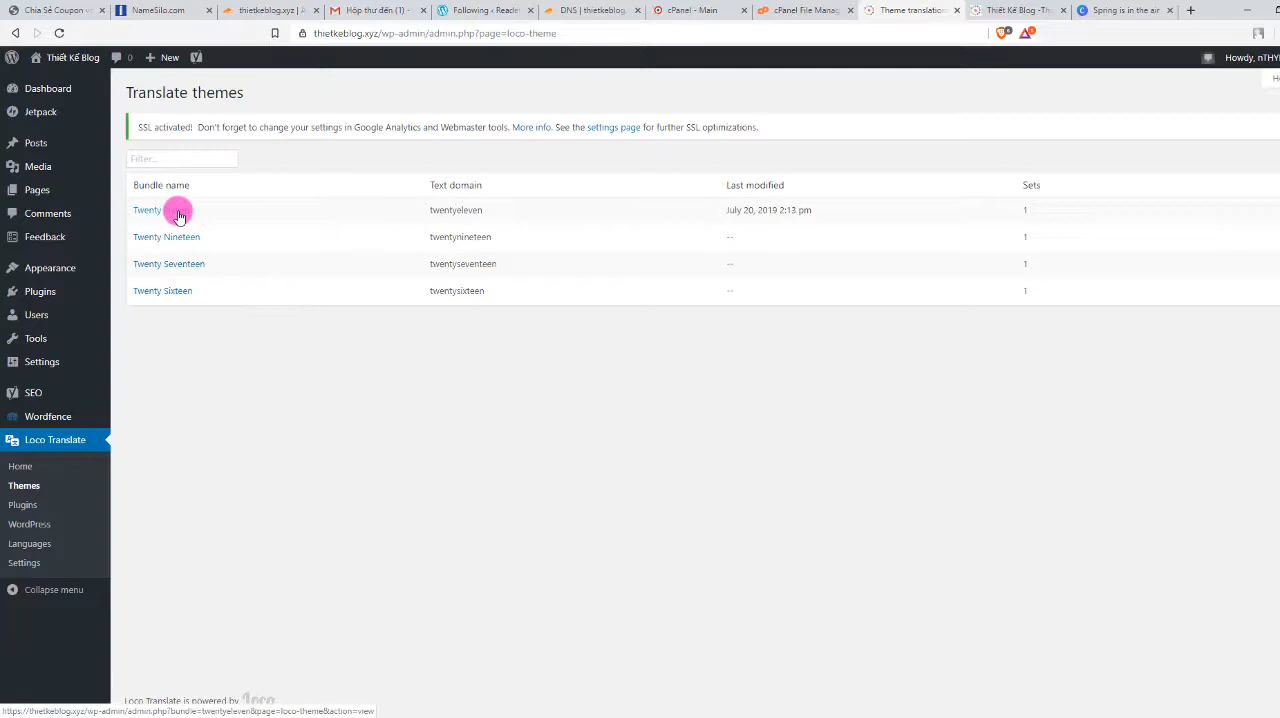 Chia Sẻ Coupon và
NameSilo.com
thietkeblog.xyz | A
Hộp thư đến (1) -
Following ‹ Reader
DNS | thietkeblog.
cPanel - Main
cPanel File Manag
Theme translation
Thiết Kế Blog -Th
Spring is in the air
thietkeblog.xyz/wp-admin/admin.php?page=loco-theme
Thiết Kế Blog
0
New
Howdy, nTHY
Dashboard
Jetpack
Posts
Media
Pages
Comments
Feedback
Appearance
Plugins
Users
Tools
Settings
SEO
Wordfence
Loco Translate
Home
Themes
Plugins
WordPress
Languages
Settings
Collapse menu
He
Translate themes
SSL activated! Don't forget to change your settings in Google Analytics and Webmaster tools. More info. See the settings page for further SSL optimizations.
Filter...
Bundle name Text domain Last modified Sets
Twenty twentyeleven July 20, 2019 2:13 pm 1
Twenty Nineteen twentynineteen -- 1
Twenty Seventeen twentyseventeen -- 1
Twenty Sixteen twentysixteen -- 1
Loco Translate is powered by loco
https://thietkeblog.xyz/wp-admin/admin.php?bundle=twentyeleven&page=loco-theme&action=view